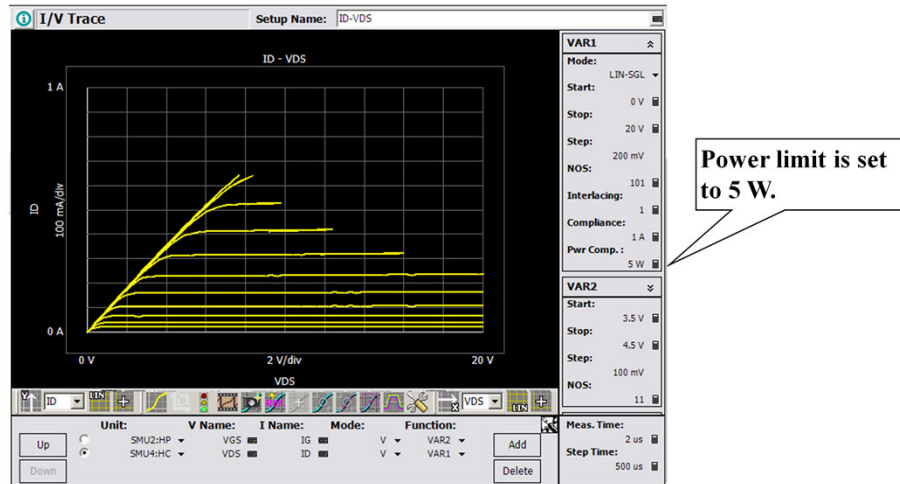 I/V Trace
Setup Name: ID-VDS
ID - VDS
1 A
ID
100 mA/div
0 A
0 V
2 V/div
20 V
VDS
VAR1
Mode:
LIN-SGL
Start:
0 V
Stop:
20 V
Step:
200 mV
NOS:
101
Interlacing:
1
Compliance:
1 A
Pwr Comp. :
5 W
VAR2
Start:
3.5 V
Stop:
4.5 V
Step:
100 mV
NOS:
11
Power limit is set
to 5 W.
Y ID LIN X VDS LIN
Unit: V Name: I Name: Mode: Function:
Up
SMU2:HP VGS IG V VAR2
Add
Down
SMU4:HC VDS ID V VAR1
Delete
Meas. Time:
2 us
Step Time:
500 us